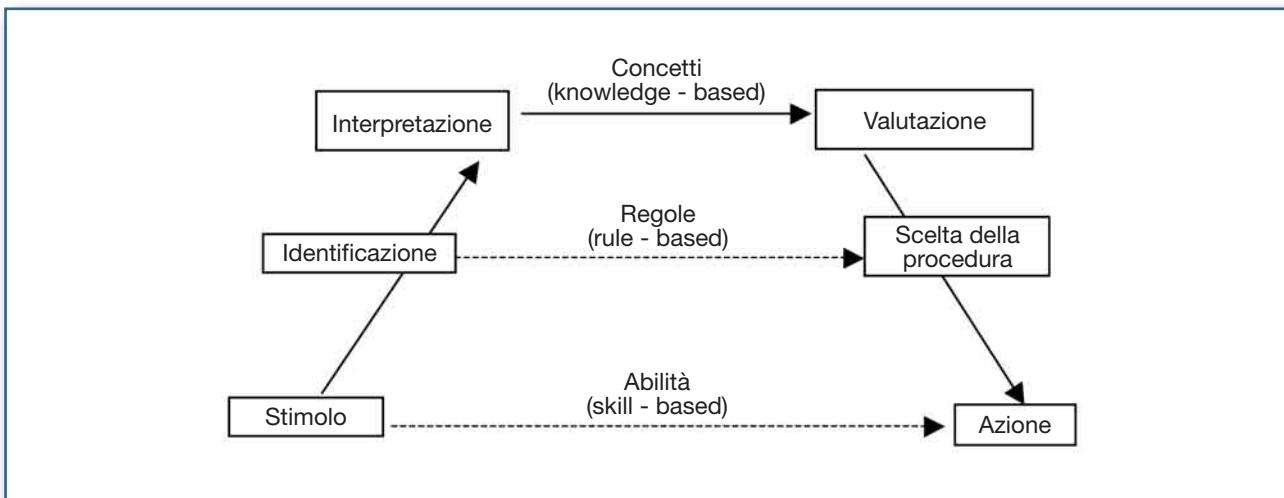 Concetti
(knowledge - based)
Interpretazione
Valutazione
Regole
(rule - based)
Identificazione
Scelta della
procedura
Abilità
(skill - based)
Stimolo
Azione